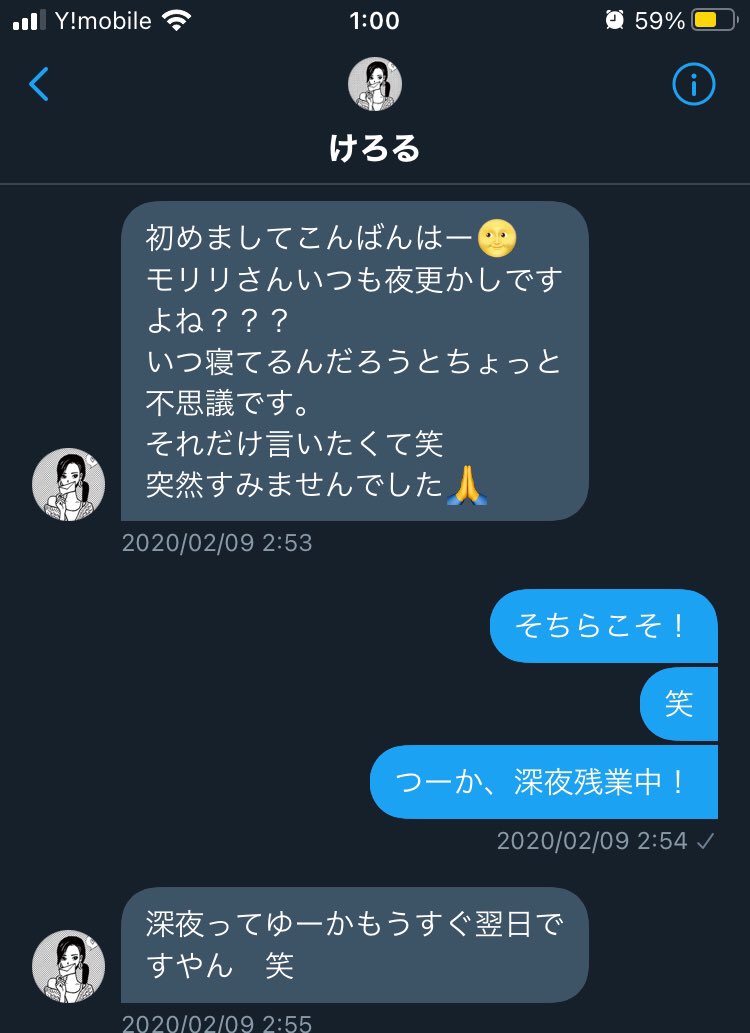 Y!mobile 1:00 59%
けろる
初めましてこんばんはー🌝
モリリさんいつも夜更かしです
よね？？？
いつ寝てるんだろうとちょっと
不思議です。
それだけ言いたくて笑
突然すみませんでした🙏
2020/02/09 2:53
そちらこそ！
笑
つーか、深夜残業中！
2020/02/09 2:54 ✓
深夜ってゆーかもうすぐ翌日で
すやん　笑
2020/02/09 2:55